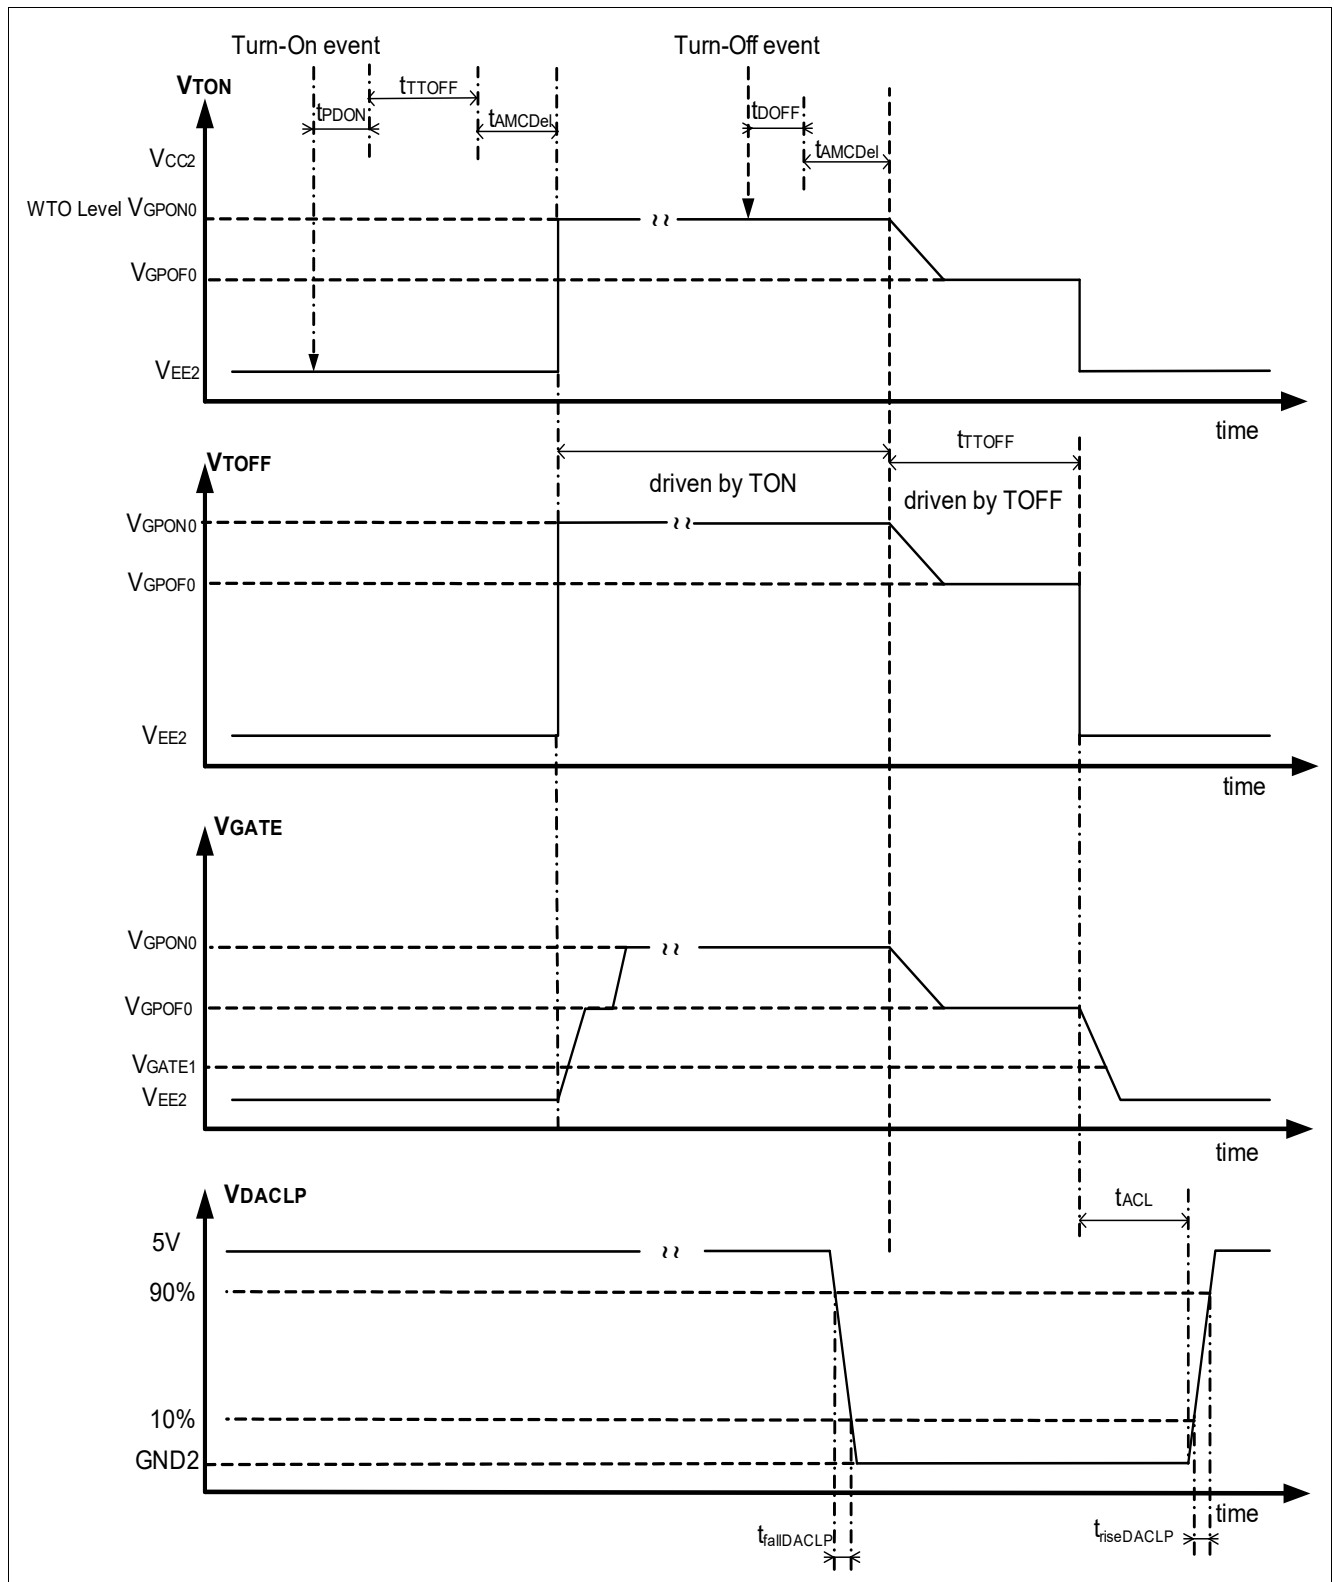 Turn-On event
Turn-Off event
VTON
tTTOFF
tPDON
tAMCDel
tDOFF
tAMCDel
VCC2
WTO Level VGPON0
VGPOF0
VEE2
time
VTOFF
tTTOFF
driven by TON
driven by TOFF
VGPON0
VGPOF0
VEE2
time
VGATE
VGPON0
VGPOF0
VGATE1
VEE2
time
VDACLP
tACL
5V
90%
10%
GND2
time
tfallDACLP
triseDACLP